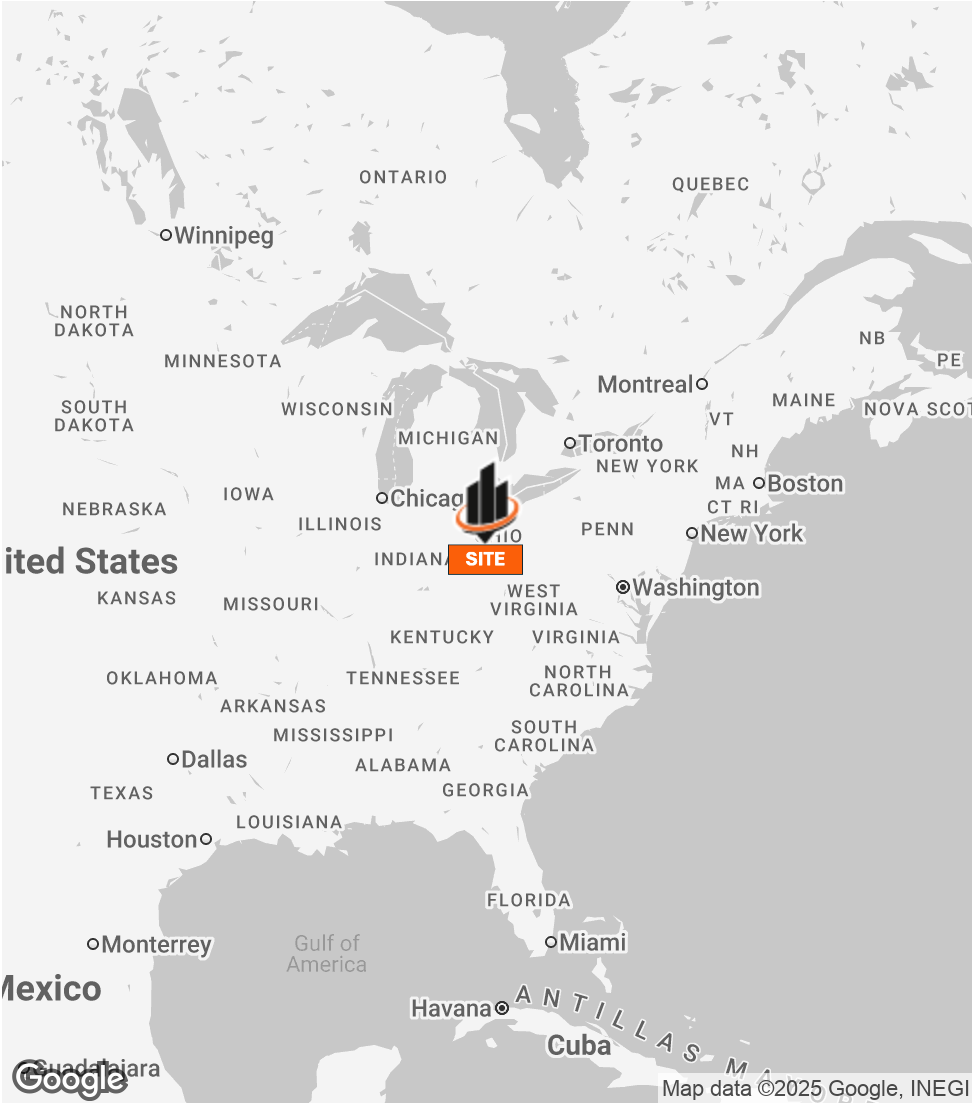 ONTARIO
QUEBEC
Winnipeg
NORTH
DAKOTA
MINNESOTA
NB
PE
Montreal
MAINE
SOUTH
DAKOTA
WISCONSIN
NOVA SCOT
VT
MICHIGAN
Toronto
NH
NEW YORK
MA
Boston
IOWA
Chicag
NEBRASKA
CT RI
ILLINOIS
PENN
New York
HIO
INDIANA
SITE
ited States
Washington
WEST
VIRGINIA
KANSAS
MISSOURI
KENTUCKY
VIRGINIA
OKLAHOMA
TENNESSEE
NORTH
CAROLINA
ARKANSAS
MISSISSIPPI
SOUTH
CAROLINA
Dallas
ALABAMA
TEXAS
GEORGIA
LOUISIANA
Houston
FLORIDA
Monterrey
Gulf of
America
Miami
Mexico
Havana
ANTILLAS MA
Cuba
Guadalajara
Google
Map data ©2025 Google, INEGI